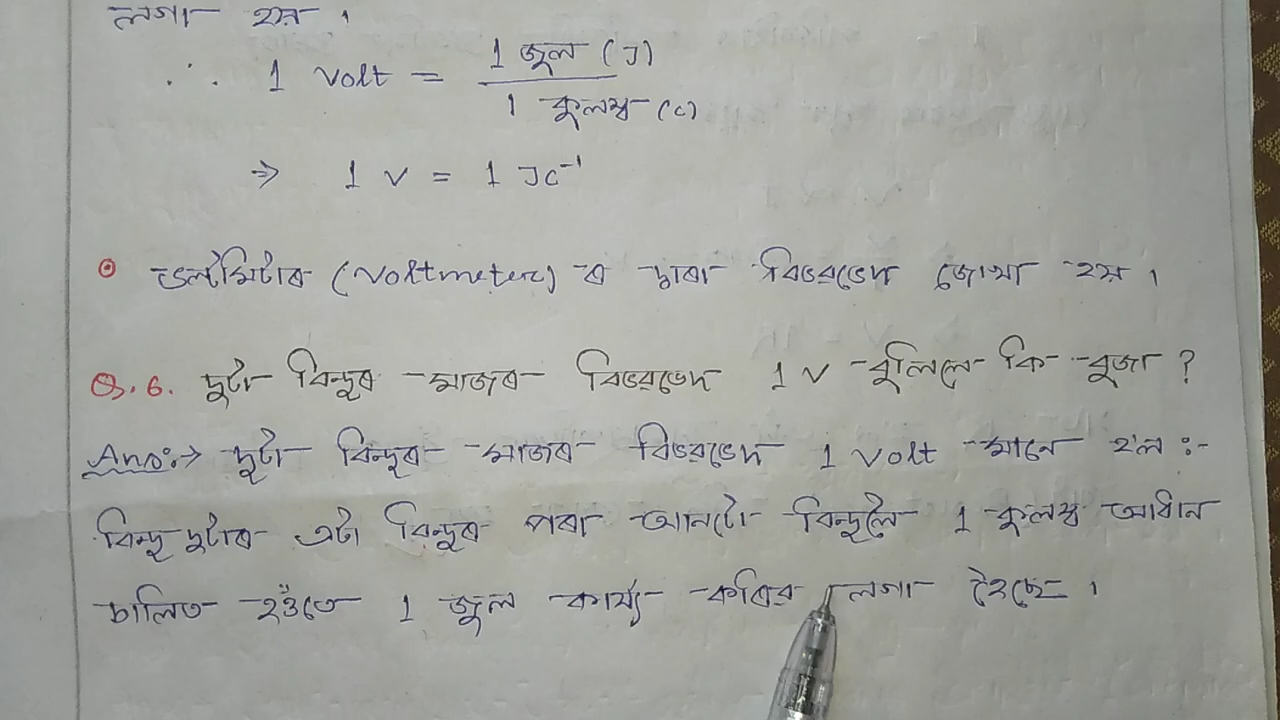 লগা হয় ।
∴ 1 Volt = 1 জুল (J) / 1 কুলম্ব (C)
⇒ 1 V = 1 JC⁻¹
ভল্টমিটাৰ (Voltmeter) ৰ দ্বাৰা বিভৱভেদ জোখা হয় ।
Q.6. দুটা বিন্দুৰ মাজৰ বিভৱভেদ 1 V বুলিলে কি বুজা ?
Ans:→ দুটা বিন্দুৰ মাজৰ বিভৱভেদ 1 Volt মানে হ'ল :-
বিন্দু দুটাৰ এটা বিন্দুৰ পৰা আনটো বিন্দুলৈ 1 কুলম্ব আধান
চালিত হওঁতে 1 জুল কাৰ্য্য কৰিব লগা হৈছে ।